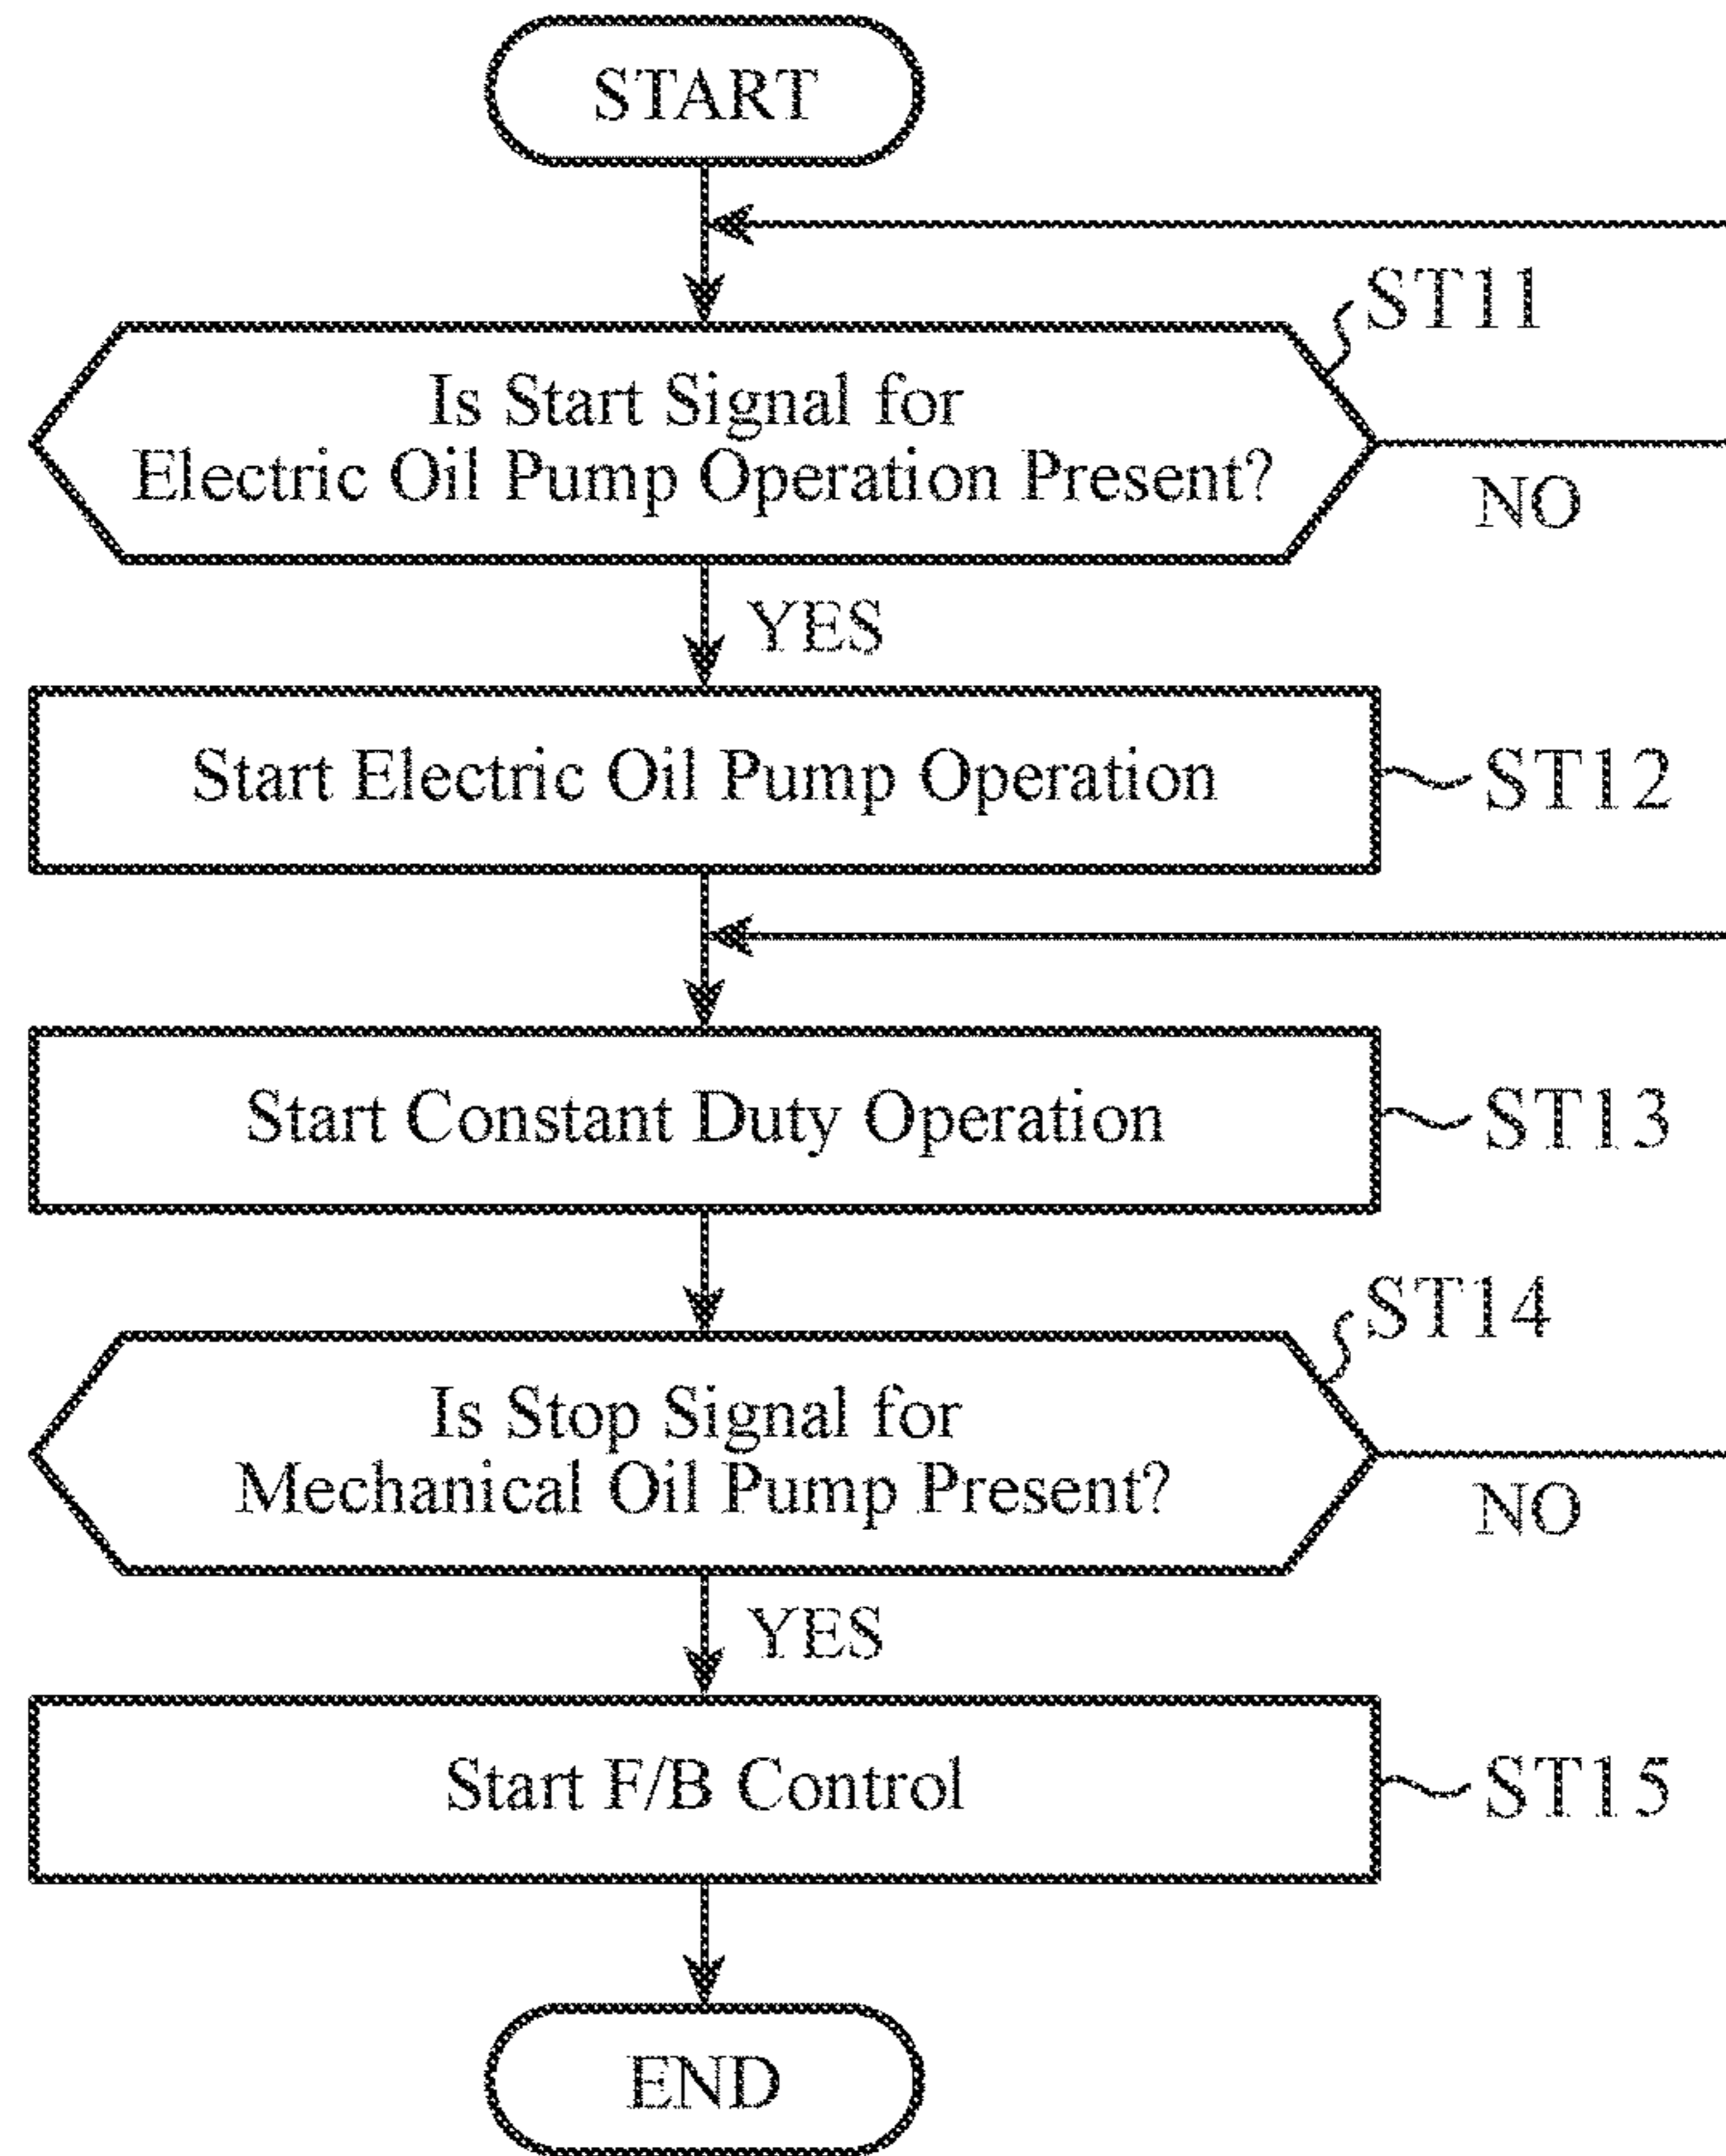 START
ST11
Is Start Signal for
Electric Oil Pump Operation Present?
NO
YES
Start Electric Oil Pump Operation
ST12
Start Constant Duty Operation
ST13
ST14
Is Stop Signal for
Mechanical Oil Pump Present?
NO
YES
Start F/B Control
ST15
END